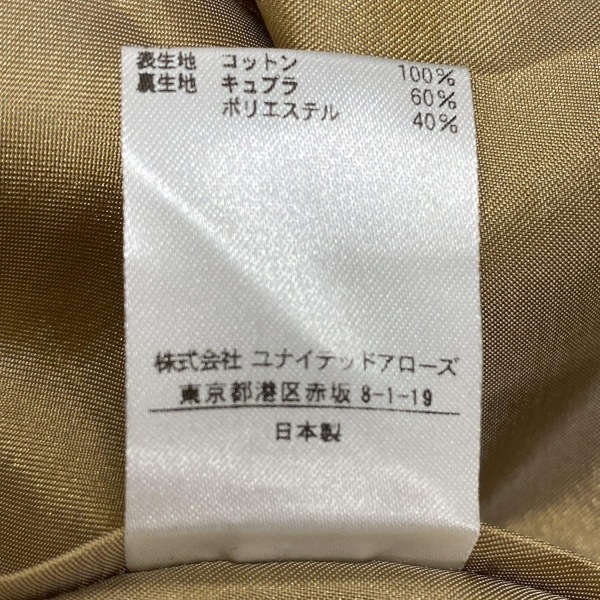 表生地 コットン 100%
裏生地 キュプラ 60%
ポリエステル 40%
株式会社 ユナイテッドアローズ
東京都港区赤坂 8-1-19
日本製